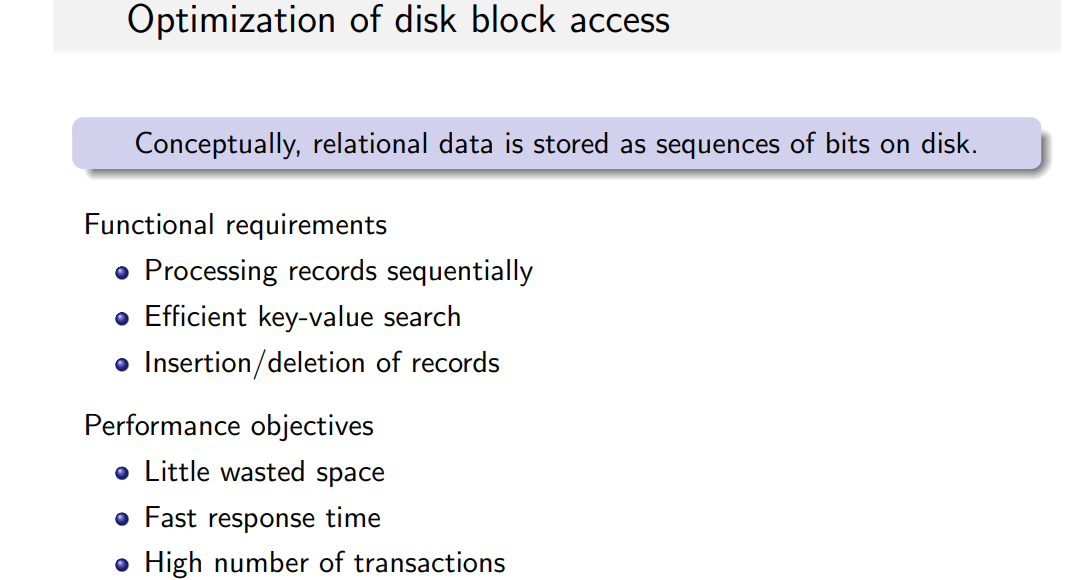 Optimization of disk block access
Conceptually, relational data is stored as sequences of bits on disk.
Functional requirements
Processing records sequentially
Efficient key-value search
Insertion/deletion of records
Performance objectives
Little wasted space
Fast response time
High number of transactions